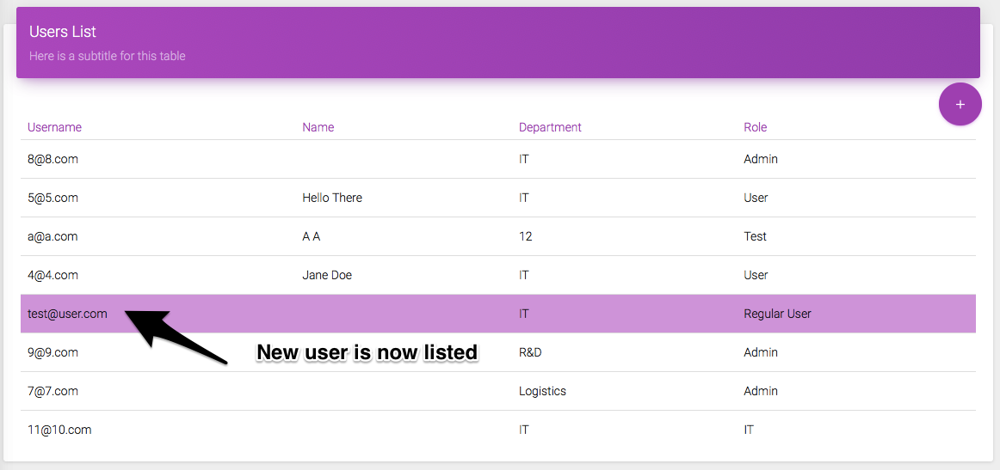 Users List
Here is a subtitle for this table
+
Username Name Department Role
8@8.com IT Admin
5@5.com Hello There IT User
a@a.com A A 12 Test
4@4.com Jane Doe IT User
test@user.com IT Regular User
9@9.com R&D Admin
New user is now listed
7@7.com Logistics Admin
11@10.com IT IT